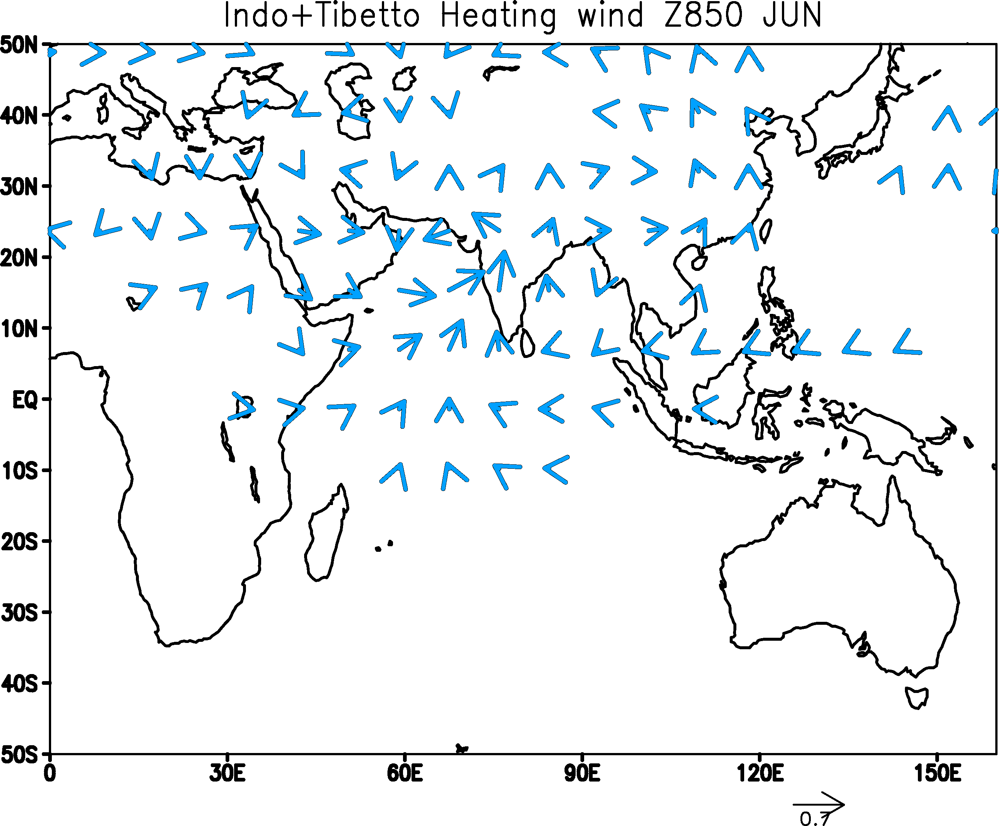 Indo+Tibetto Heating wind Z850 JUN
50N
40N
30N
20N
10N
EQ
10S
20S
30S
40S
50S
0 30E 60E 90E 120E 150E
0.7